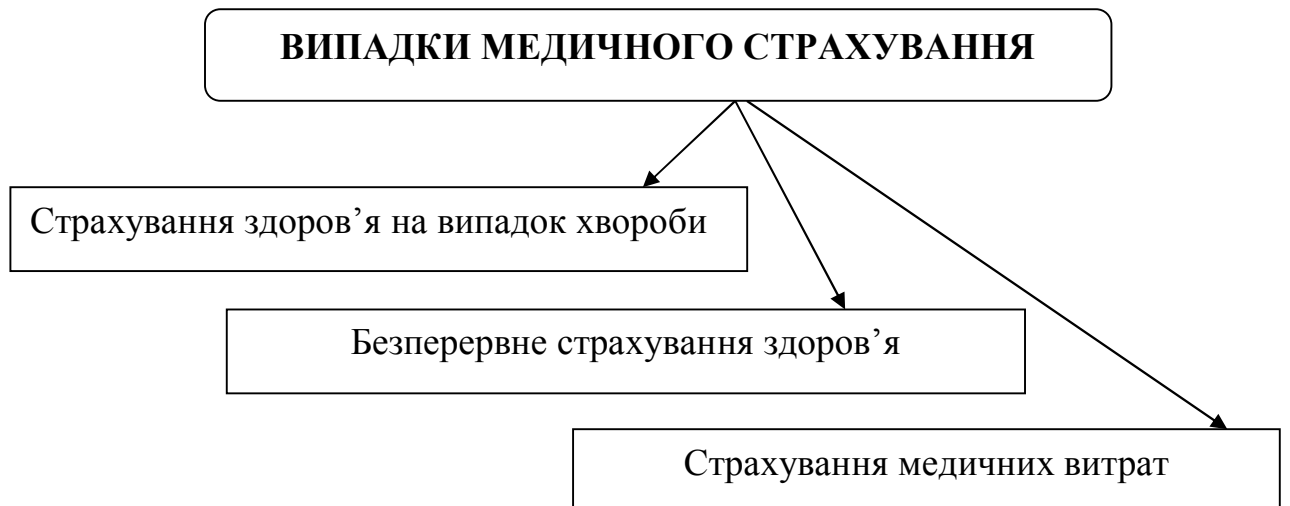 ВИПАДКИ МЕДИЧНОГО СТРАХУВАННЯ
Страхування здоров’я на випадок хвороби
Безперервне страхування здоров’я
Страхування медичних витрат